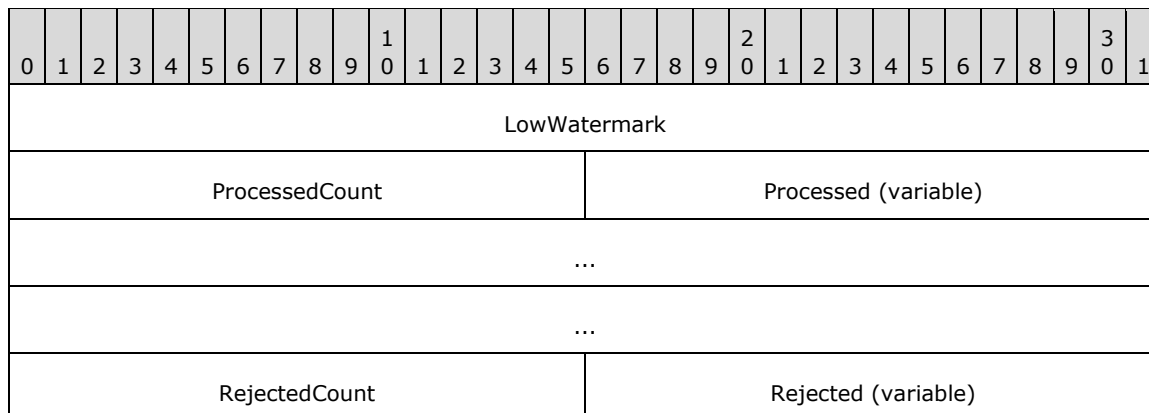 1 2 3
0 1 2 3 4 5 6 7 8 9 0 1 2 3 4 5 6 7 8 9 0 1 2 3 4 5 6 7 8 9 0 1
LowWatermark
ProcessedCount Processed (variable)
...
...
RejectedCount Rejected (variable)